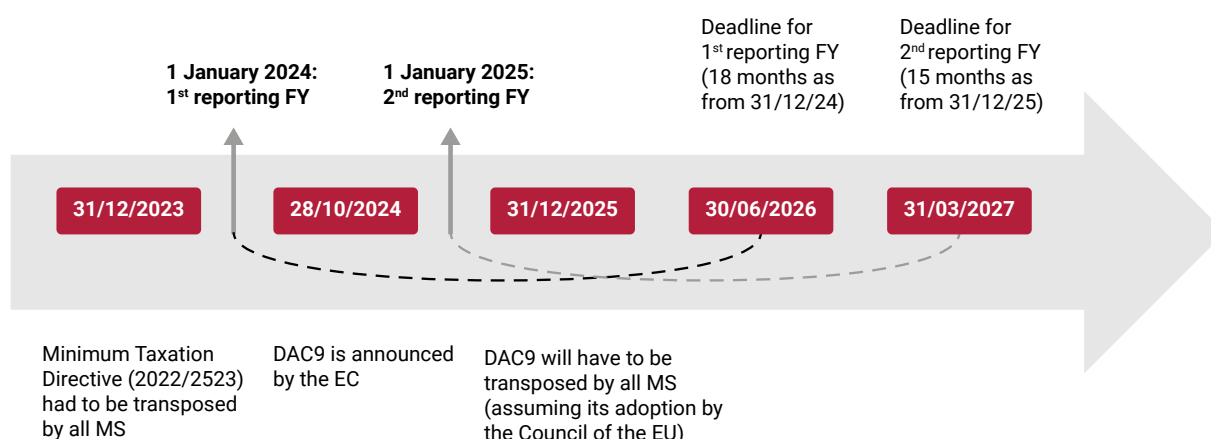 Deadline for
1st reporting FY
(18 months as
from 31/12/24)
Deadline for
2nd reporting FY
(15 months as
from 31/12/25)
1 January 2024:
1st reporting FY
1 January 2025:
2nd reporting FY
31/12/2023
28/10/2024
31/12/2025
30/06/2026
31/03/2027
Minimum Taxation
Directive (2022/2523)
had to be transposed
by all MS
DAC9 is announced
by the EC
DAC9 will have to be
transposed by all MS
(assuming its adoption by
the Council of the EU)